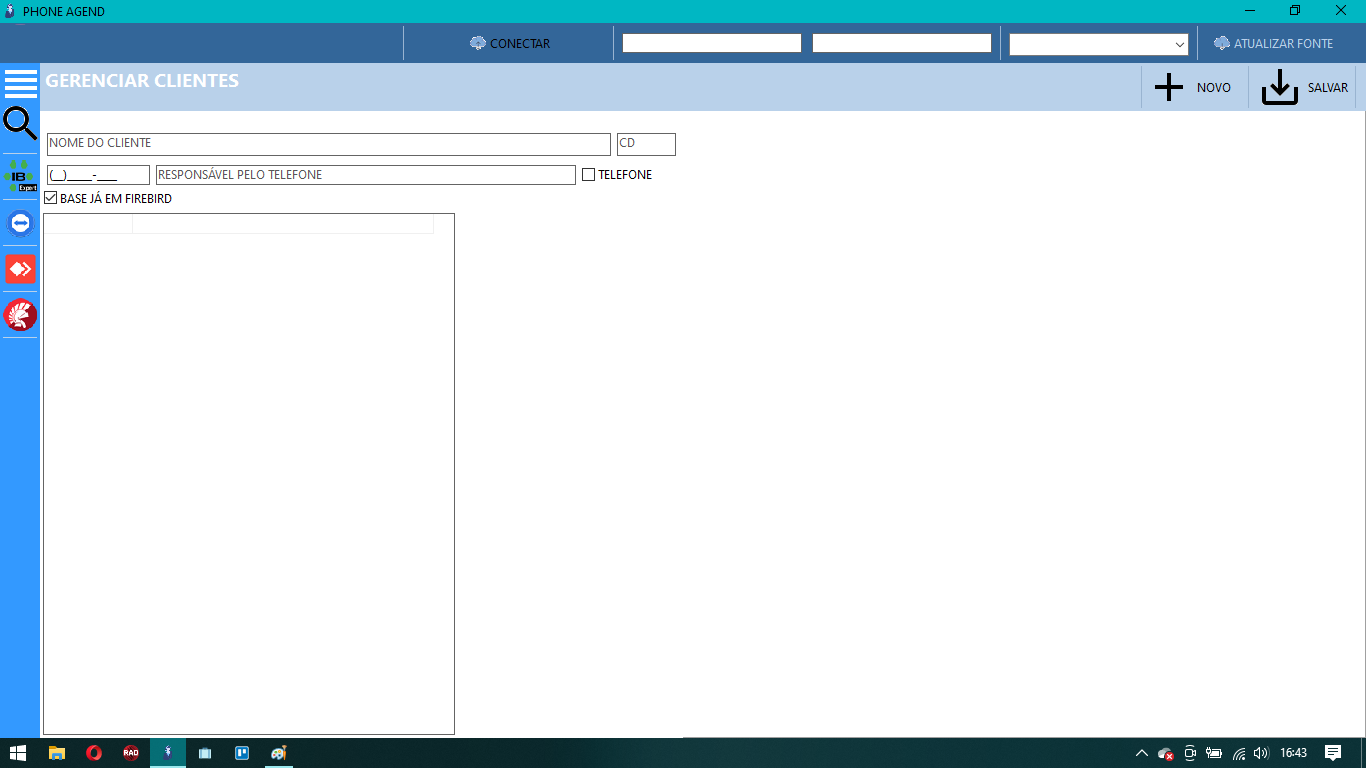 PHONE AGEND
CONECTAR
ATUALIZAR FONTE
GERENCIAR CLIENTES
NOVO
SALVAR
NOME DO CLIENTE
CD
(__)____-___
RESPONSÁVEL PELO TELEFONE
TELEFONE
IB
Expert
BASE JÁ EM FIREBIRD
RAD
16:43